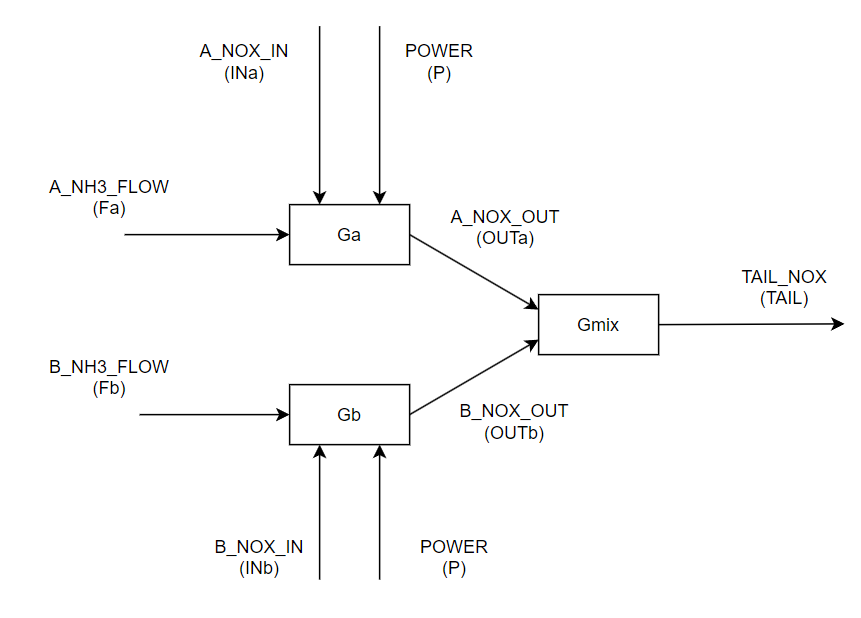 A_NOX_IN
(INa)
POWER
(P)
A_NH3_FLOW
(Fa)
Ga
A_NOX_OUT
(OUTa)
TAIL_NOX
(TAIL)
Gmix
B_NH3_FLOW
(Fb)
Gb
B_NOX_OUT
(OUTb)
B_NOX_IN
(INb)
POWER
(P)